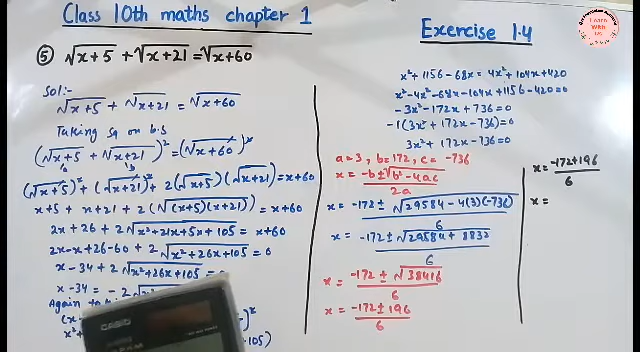 Class 10th maths chapter 1
Exercise 1.4
⑤ √x+5 + √x+21 = √x+60
Sol:-
√x+5 + √x+21 = √x+60
Taking Sq on b.s
(√x+5 + √x+21)² = (√x+60)²
a b
(√x+5)² + (√x+21)² + 2(√x+5)(√x+21) = x+60
x+5 + x+21 + 2(√(x+5)(x+21)) = x+60
2x+26 + 2√x²+21x+5x+105 = x+60
2x-x+26-60 + 2√x²+26x+105 = 0
x-34 + 2√x²+26x+105 = 0
x-34 = -2√x²
Again
x²+1156-68x = 4x²+104x+420
x²-4x²-68x-104x+1156-420=0
-3x²-172x+736=0
-1(3x²+172x-736)=0
3x²+172x-736=0
a=3, b=172, c= -736
x = -b±√b²-4ac
2a
x = -172 ± √29584-4(3)(-736)
6
x = -172 ± √29584+8832
6
x = -172 ± √38416
6
x = -172 ± 196
6
x = -172+196
6
x =
CASIO
Learn
With